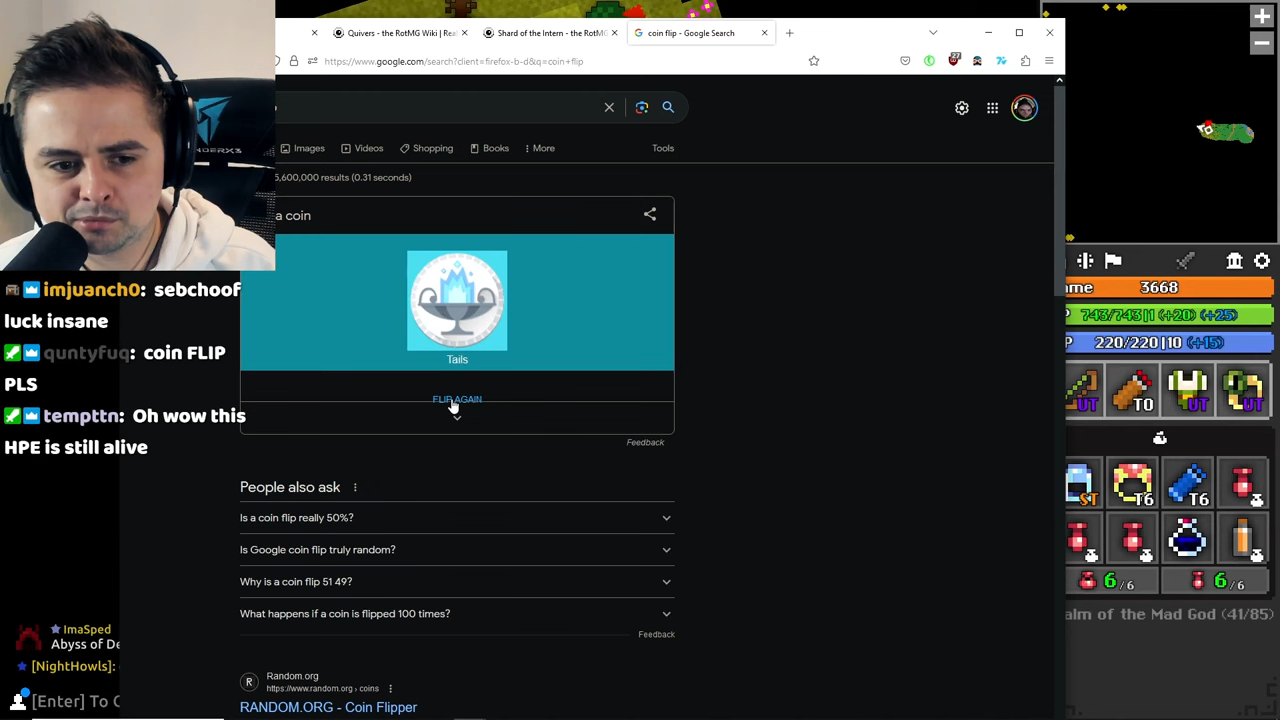 Quivers - the RotMG Wiki | Rea
Shard of the Intern - the RotM
coin flip - Google Search
https://www.google.com/search?client=firefox-b-d&q=coin+flip
27
Images
Videos
Shopping
Books
More
Tools
5,600,000 results (0.31 seconds)
a coin
Tails
FLIP AGAIN
Feedback
People also ask
Is a coin flip really 50%?
Is Google coin flip truly random?
Why is a coin flip 51 49?
What happens if a coin is flipped 100 times?
Feedback
R
Random.org
https://www.random.org › coins
RANDOM.ORG - Coin Flipper
imjuanch0: sebchoof
luck insane
quntyfuq: coin FLIP
PLS
tempttn: Oh wow this
HPE is still alive
ImaSped
Abyss of De
[NightHowls]:
[Enter] To C
ame 3668
P 743/743|1 (+20) (+25)
P 220/220|10 (+15)
UT
T0
UT
UT
ST
T6
T6
6/6
6/6
alm of the Mad God (41/85)